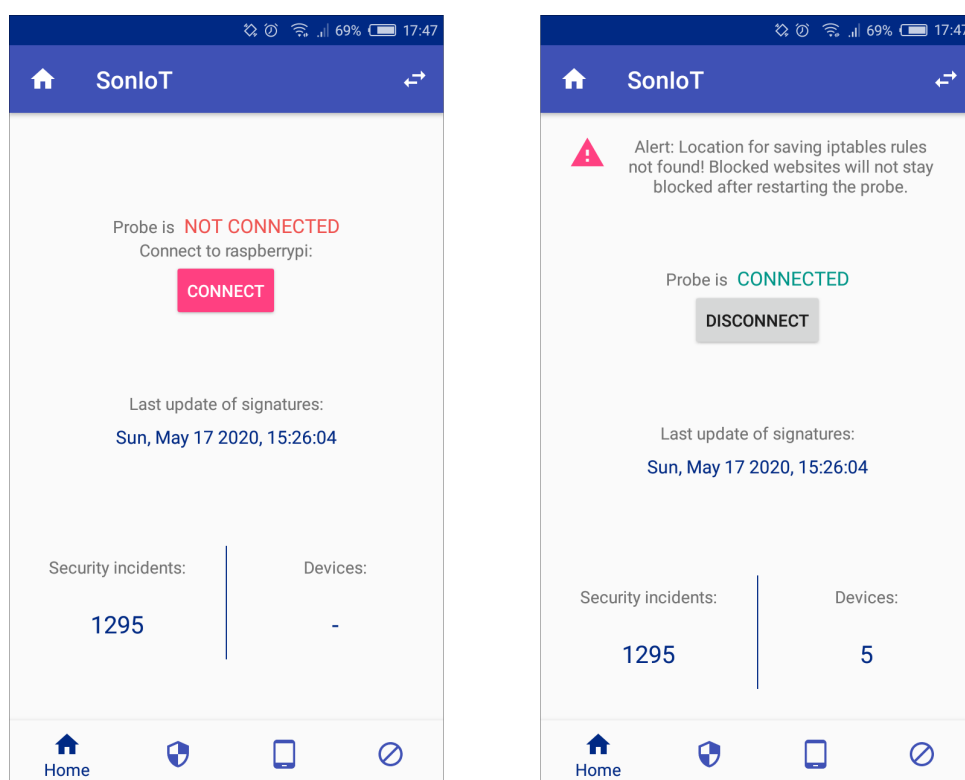 69% 17:47
SonIoT
Probe is NOT CONNECTED
Connect to raspberrypi:
CONNECT
Last update of signatures:
Sun, May 17 2020, 15:26:04
Security incidents: Devices:
1295 -
Home
69% 17:47
SonIoT
Alert: Location for saving iptables rules
not found! Blocked websites will not stay
blocked after restarting the probe.
Probe is CONNECTED
DISCONNECT
Last update of signatures:
Sun, May 17 2020, 15:26:04
Security incidents: Devices:
1295 5
Home